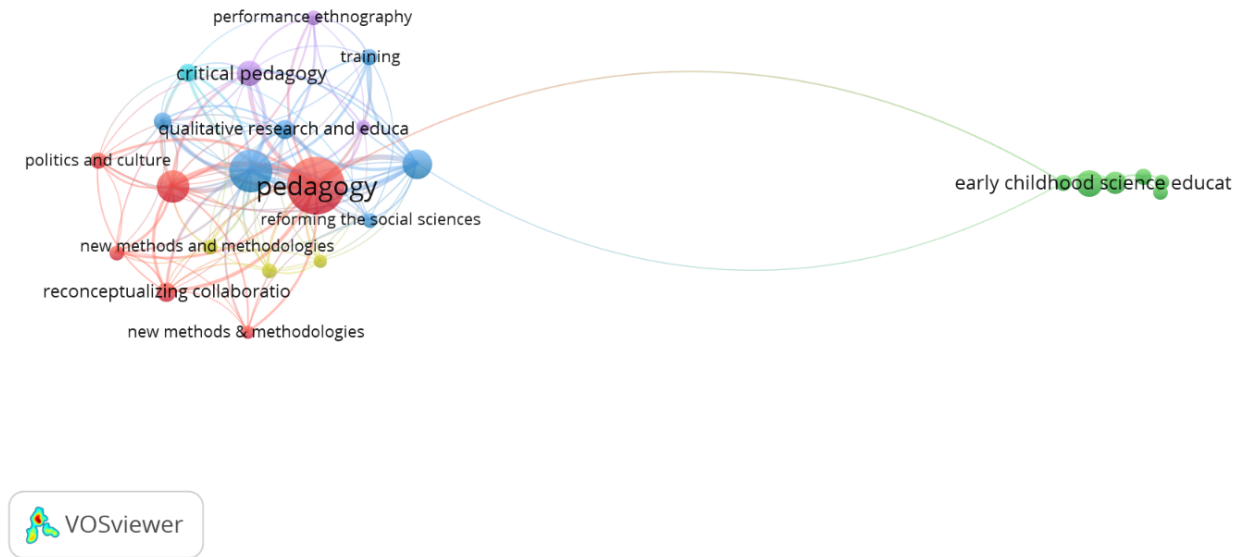 performance ethnography
training
critical pedagogy
qualitative research and educa
politics and culture
pedagogy
early childhood science educat
reforming the social sciences
new methods and methodologies
reconceptualizing collaboratio
new methods & methodologies
VOSviewer